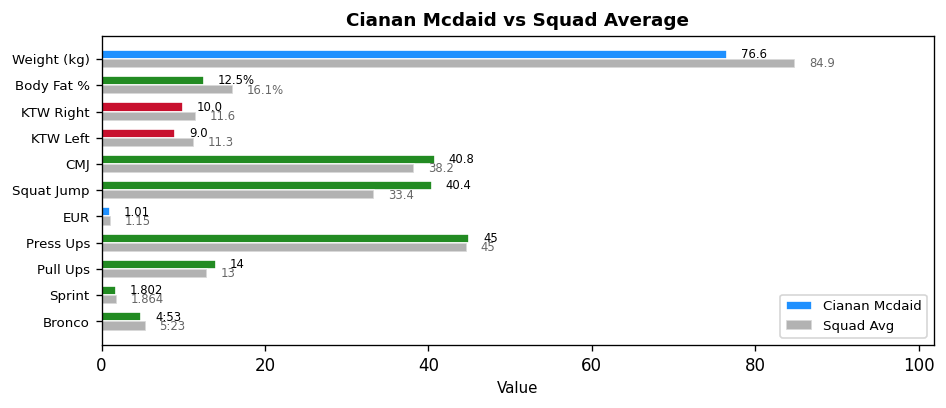 Cianan Mcdaid vs Squad Average
Weight (kg) 76.6
84.9
Body Fat % 12.5%
16.1%
KTW Right 10.0
11.6
KTW Left 9.0
11.3
CMJ 40.8
38.2
Squat Jump 40.4
33.4
EUR 1.01
1.15
Press Ups 45
45
Pull Ups 14
13
Sprint 1.802
1.864
Bronco 4:53
5:23
Cianan Mcdaid
Squad Avg
0 20 40 60 80 100
Value